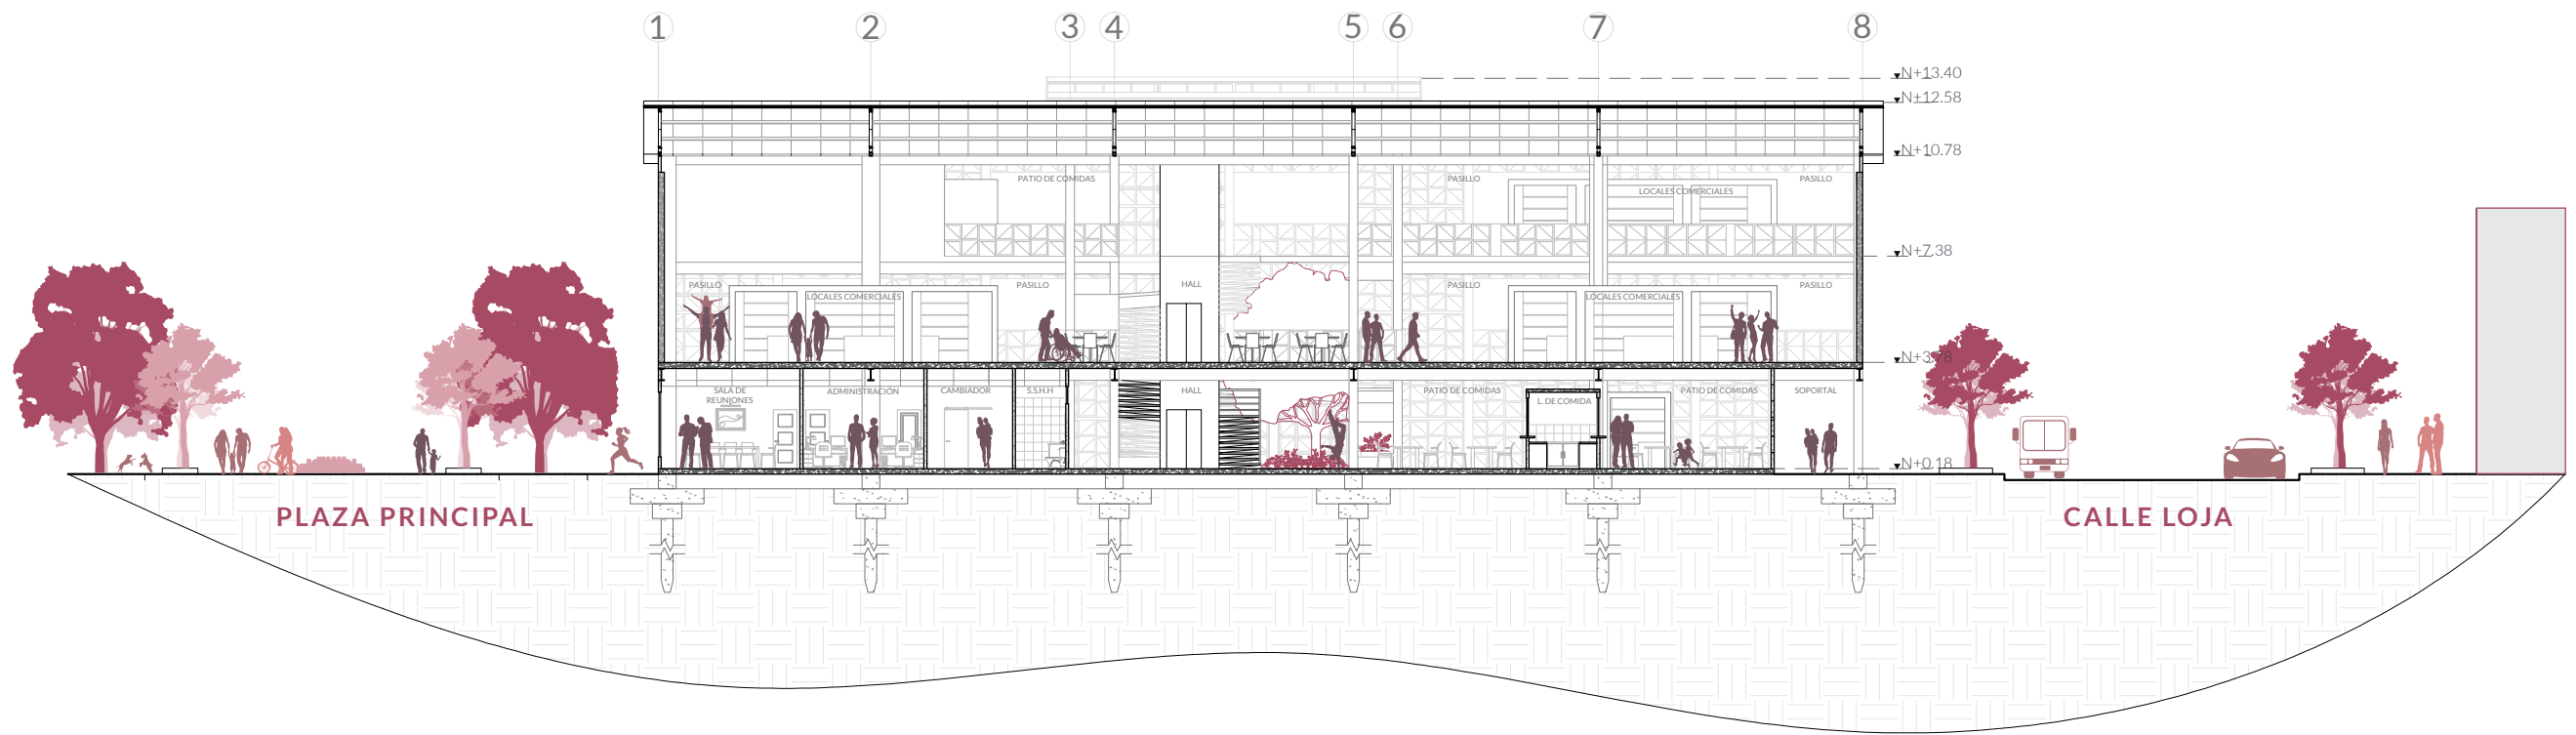 1 2 3 4 5 6 7 8
N+13.40
N+12.58
N+10.78
PATIO DE COMIDAS
PASILLO
PASILLO
LOCALES COMERCIALES
N+7.38
PASILLO
PASILLO
HALL
PASILLO
PASILLO
LOCALES COMERCIALES
LOCALES COMERCIALES
N+3.78
SALA DE
REUNIONES
ADMINISTRACIÓN
CAMBIADOR
S.S.H.H
HALL
PATIO DE COMIDAS
L. DE COMIDA
PATIO DE COMIDAS
SOPORTAL
N+0.18
PLAZA PRINCIPAL
CALLE LOJA